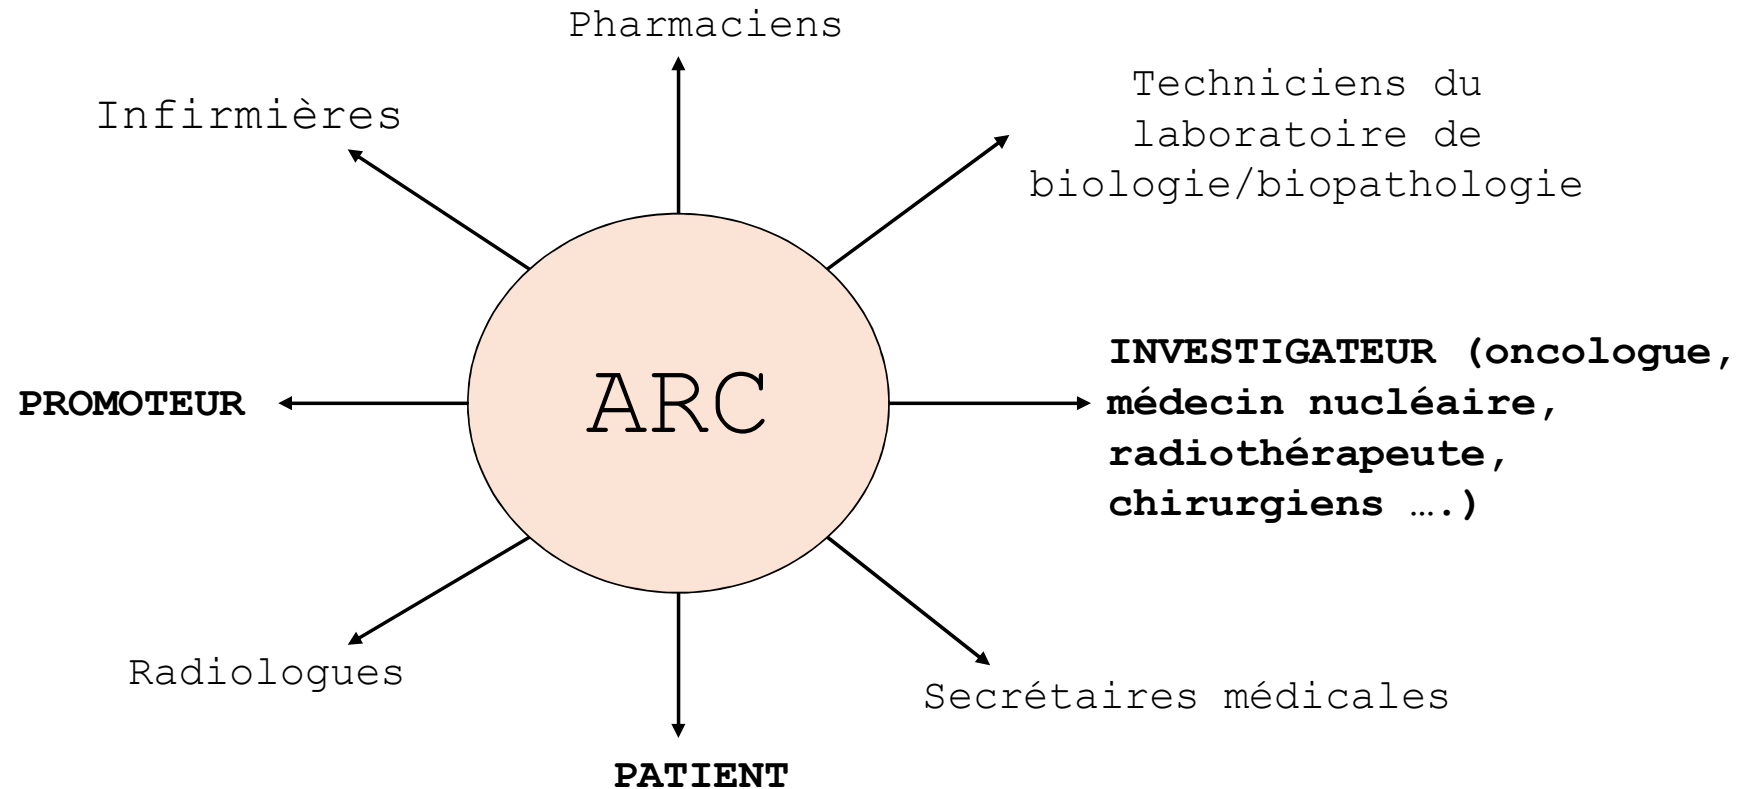 Pharmaciens
Infirmières
Techniciens du
laboratoire de
biologie/biopathologie
ARC
PROMOTEUR
INVESTIGATEUR (oncologue,
médecin nucléaire,
radiothérapeute,
chirurgiens ….)
Radiologues
Secrétaires médicales
PATIENT